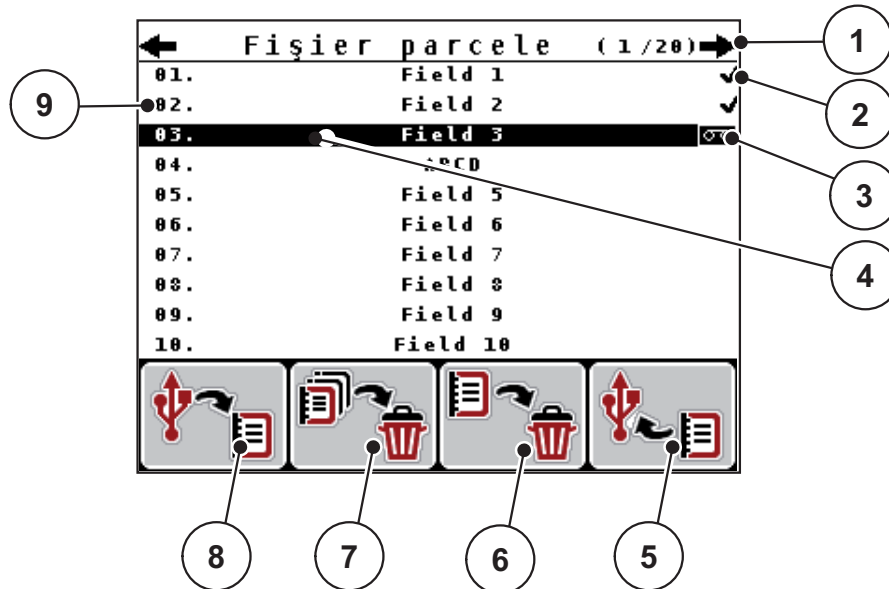 Fişier parcele (1/20)
01. Field 1
02. Field 2
03. Field 3
04. ABCD
05. Field 5
06. Field 6
07. Field 7
08. Field 8
09. Field 9
10. Field 10
1
2
3
4
5
6
7
8
9